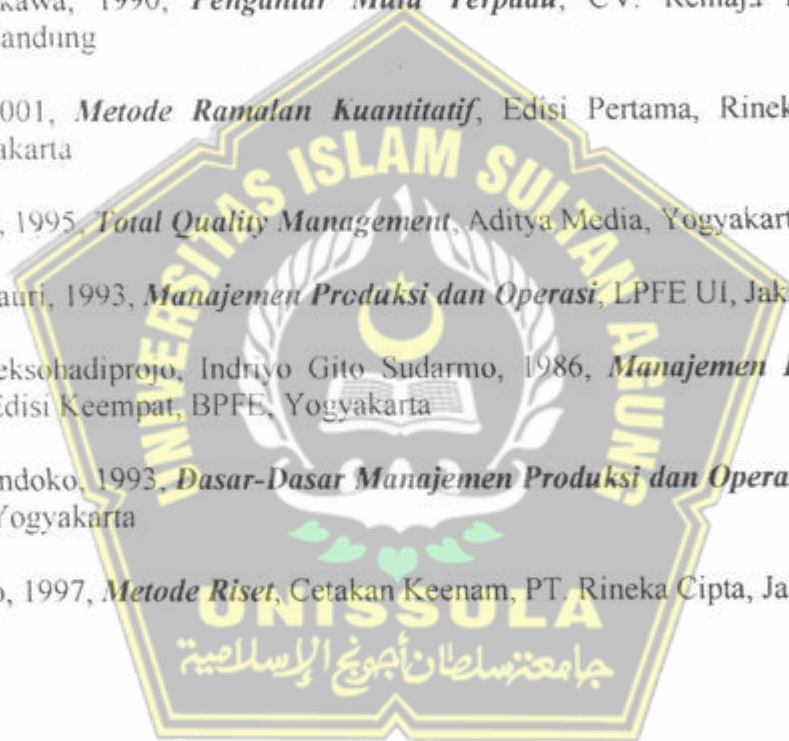 kawa, 1990, Pengantar Mutu Terpadu, CV. Remaja
andung
001, Metode Ramalan Kuantitatif, Edisi Pertama, Rinek
akarta
, 1995, Total Quality Management, Aditya Media, Yogyakart
auri, 1993, Manajemen Produksi dan Operasi, LPFE UI, Jak
eksohadiprojo, Indriyo Gito Sudarmo, 1986, Manajemen
Edisi Keempat, BPFE, Yogyakarta
ndoko, 1993, Dasar-Dasar Manajemen Produksi dan Opera
Yogyakarta
o, 1997, Metode Riset, Cetakan Keenam, PT. Rineka Cipta, Ja
UNIVERSITAS ISLAM SULTAN AGUNG
UNISSULA
جامعة سلطان أجونج الإسلامية